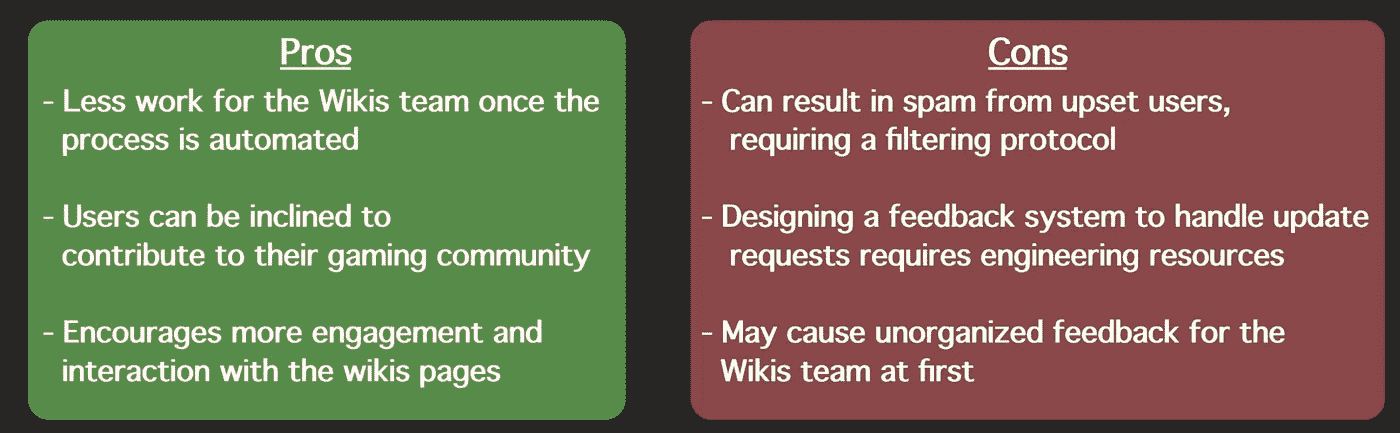 Pros
- Less work for the Wikis team once the
process is automated
- Users can be inclined to
contribute to their gaming community
- Encourages more engagement and
interaction with the wikis pages
Cons
- Can result in spam from upset users,
requiring a filtering protocol
- Designing a feedback system to handle update
requests requires engineering resources
- May cause unorganized feedback for the
Wikis team at first